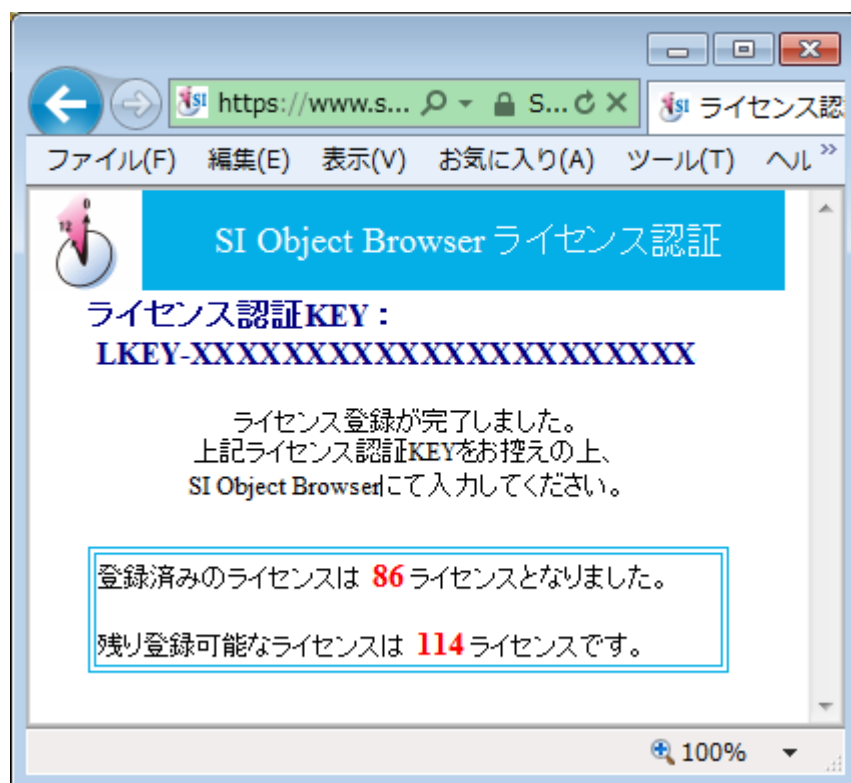 https://www.s... S...
ライセンス認
ファイル(F) 編集(E) 表示(V) お気に入り(A) ツール(T) ヘル
SI Object Browser ライセンス認証
ライセンス認証KEY：
LKEY-XXXXXXXXXXXXXXXXXXXXXXX
ライセンス登録が完了しました。
上記ライセンス認証KEYをお控えの上、
SI Object Browserにて入力してください。
登録済みのライセンスは 86 ライセンスとなりました。
残り登録可能なライセンスは 114 ライセンスです。
100%